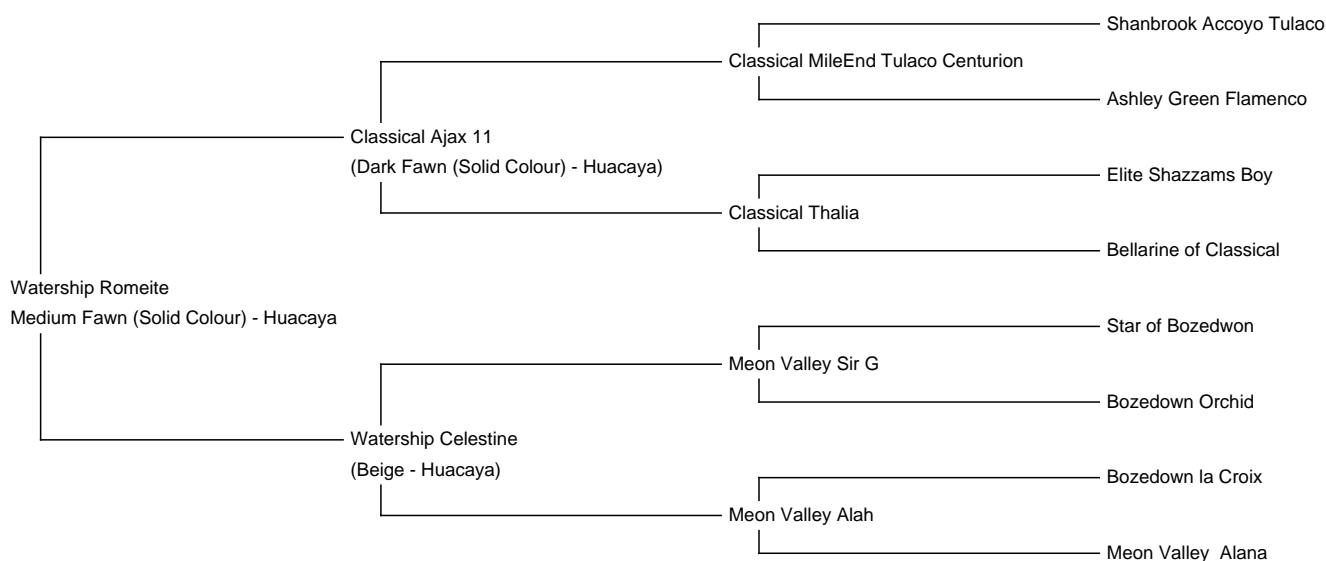 Shanbrook Accoyo Tulaco
Classical MileEnd Tulaco Centurion
Ashley Green Flamenco
Classical Ajax 11
(Dark Fawn (Solid Colour) - Huacaya)
Elite Shazzams Boy
Classical Thalia
Bellarine of Classical
Watership Romeite
Medium Fawn (Solid Colour) - Huacaya
Star of Bozedwon
Meon Valley Sir G
Bozedown Orchid
Watership Celestine
(Beige - Huacaya)
Bozedown la Croix
Meon Valley Alah
Meon Valley  Alana